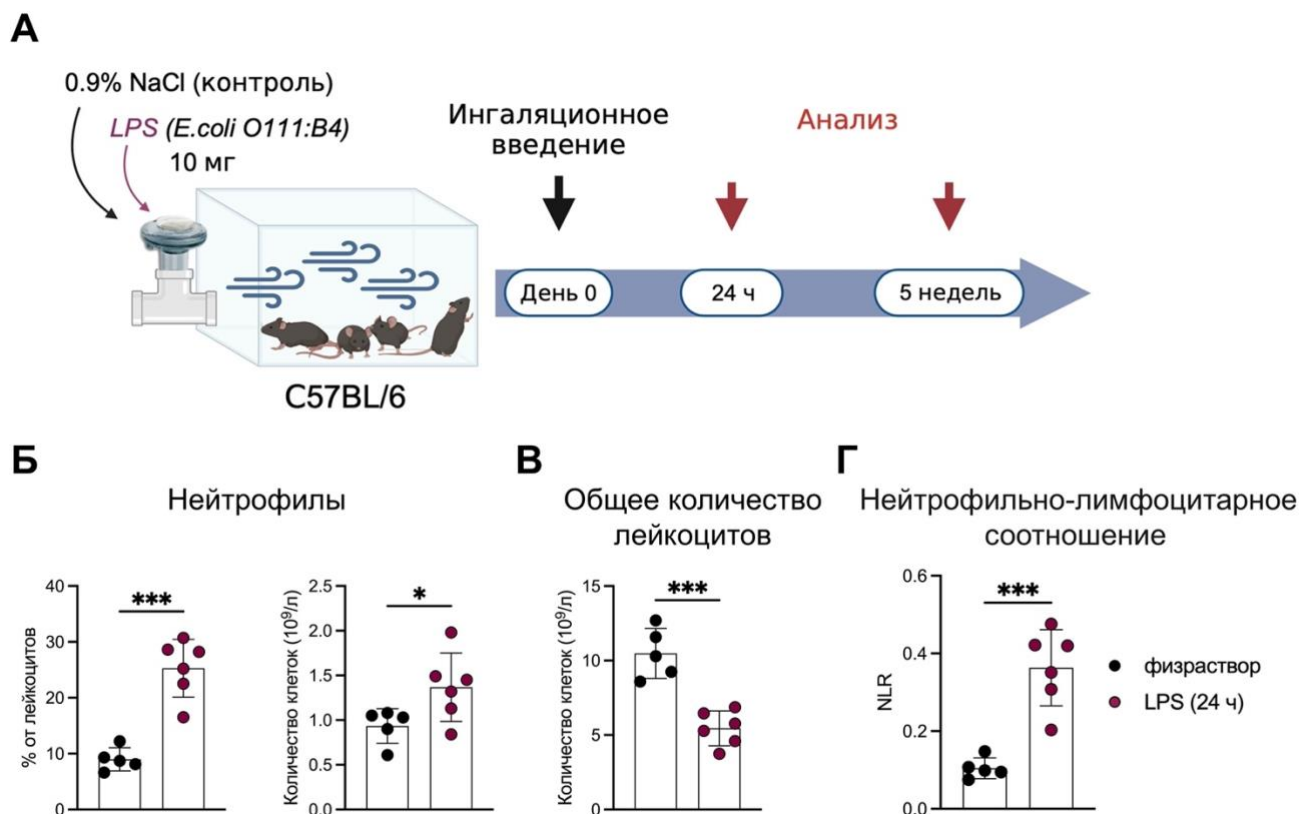 А
0.9% NaCl (контроль)
LPS (E.coli O111:B4)
10 мг
C57BL/6
Ингаляционное
введение
Анализ
День 0
24 ч
5 недель
Б
Нейтрофилы
% от лейкоцитов
40
30
20
10
0
***
Количество клеток (10⁹/л)
2.5
2.0
1.5
1.0
0.5
0.0
*
В
Общее количество
лейкоцитов
Количество клеток (10⁹/л)
15
10
5
0
***
Г
Нейтрофильно-лимфоцитарное
соотношение
NLR
0.6
0.4
0.2
0.0
***
физраствор
LPS (24 ч)